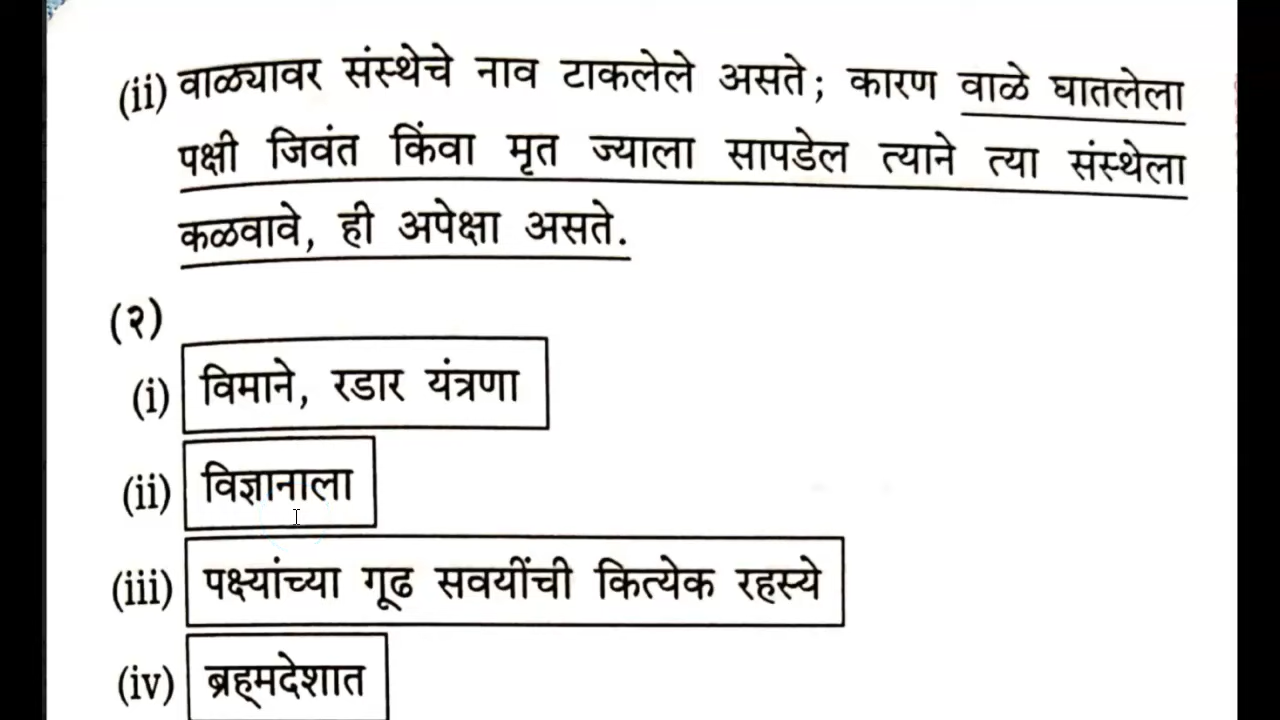 (ii) वाळ्यावर संस्थेचे नाव टाकलेले असते; कारण वाळे घातलेला
पक्षी जिवंत किंवा मृत ज्याला सापडेल त्याने त्या संस्थेला
कळवावे, ही अपेक्षा असते.
(२)
(i) विमाने, रडार यंत्रणा
(ii) विज्ञानाला
(iii) पक्ष्यांच्या गूढ सवयींची कित्येक रहस्ये
(iv) ब्रह्मदेशात